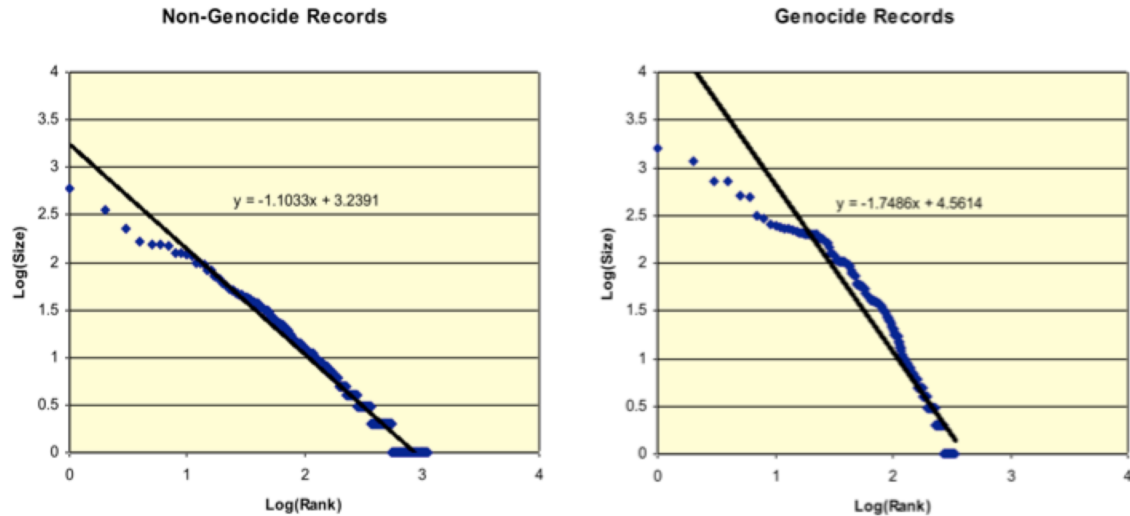 Non-Genocide Records
4
3.5
3
2.5
2
1.5
1
0.5
0
Log(Size)
y = -1.1033x + 3.2391
0 1 2 3 4
Log(Rank)
Genocide Records
4
3.5
3
2.5
2
1.5
1
0.5
0
Log(Size)
y = -1.7486x + 4.5614
0 1 2 3 4
Log(Rank)